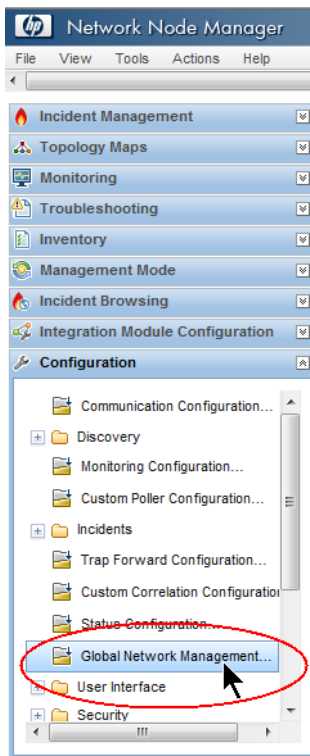 hp Network Node Manager
File View Tools Actions Help
Incident Management
Topology Maps
Monitoring
Troubleshooting
Inventory
Management Mode
Incident Browsing
Integration Module Configuration
Configuration
Communication Configuration...
Discovery
Monitoring Configuration...
Custom Poller Configuration...
Incidents
Trap Forward Configuration...
Custom Correlation Configuration
Status Configuration...
Global Network Management...
User Interface
Security